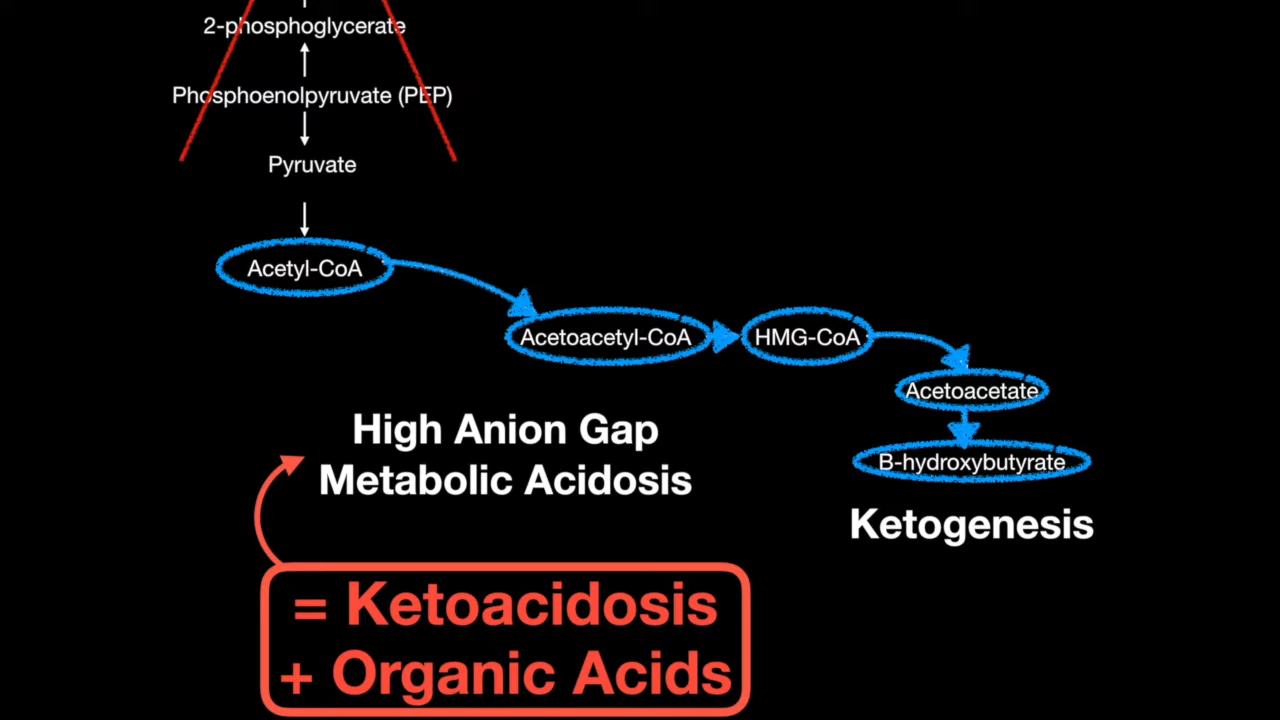 2-phosphoglycerate
Phosphoenolpyruvate (PEP)
Pyruvate
Acetyl-CoA
Acetoacetyl-CoA
HMG-CoA
Acetoacetate
B-hydroxybutyrate
Ketogenesis
High Anion Gap
Metabolic Acidosis
= Ketoacidosis
+ Organic Acids